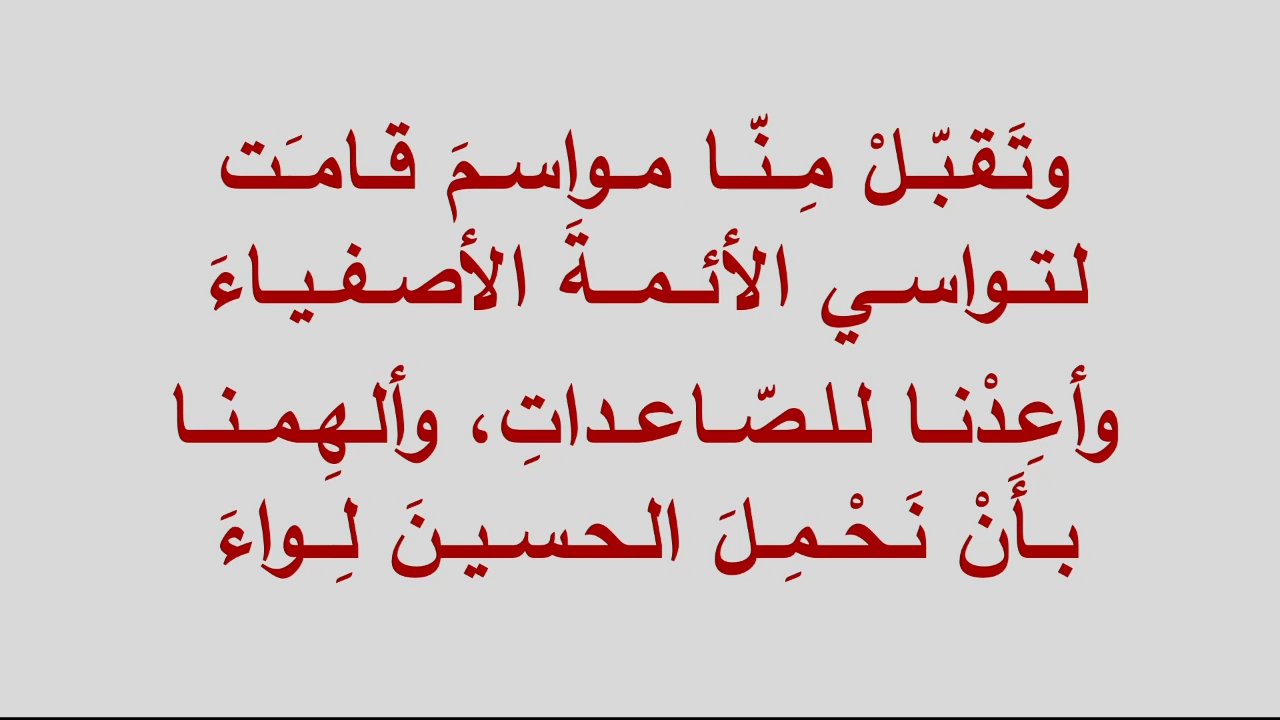 وتَقبّلْ مِنّا مواسمَ قامَت
لتواسي الأئمةَ الأصفياءَ
وأعِدْنا للصّاعداتِ، وألهِمنا
بأَنْ نَحْمِلَ الحسينَ لِواءَ